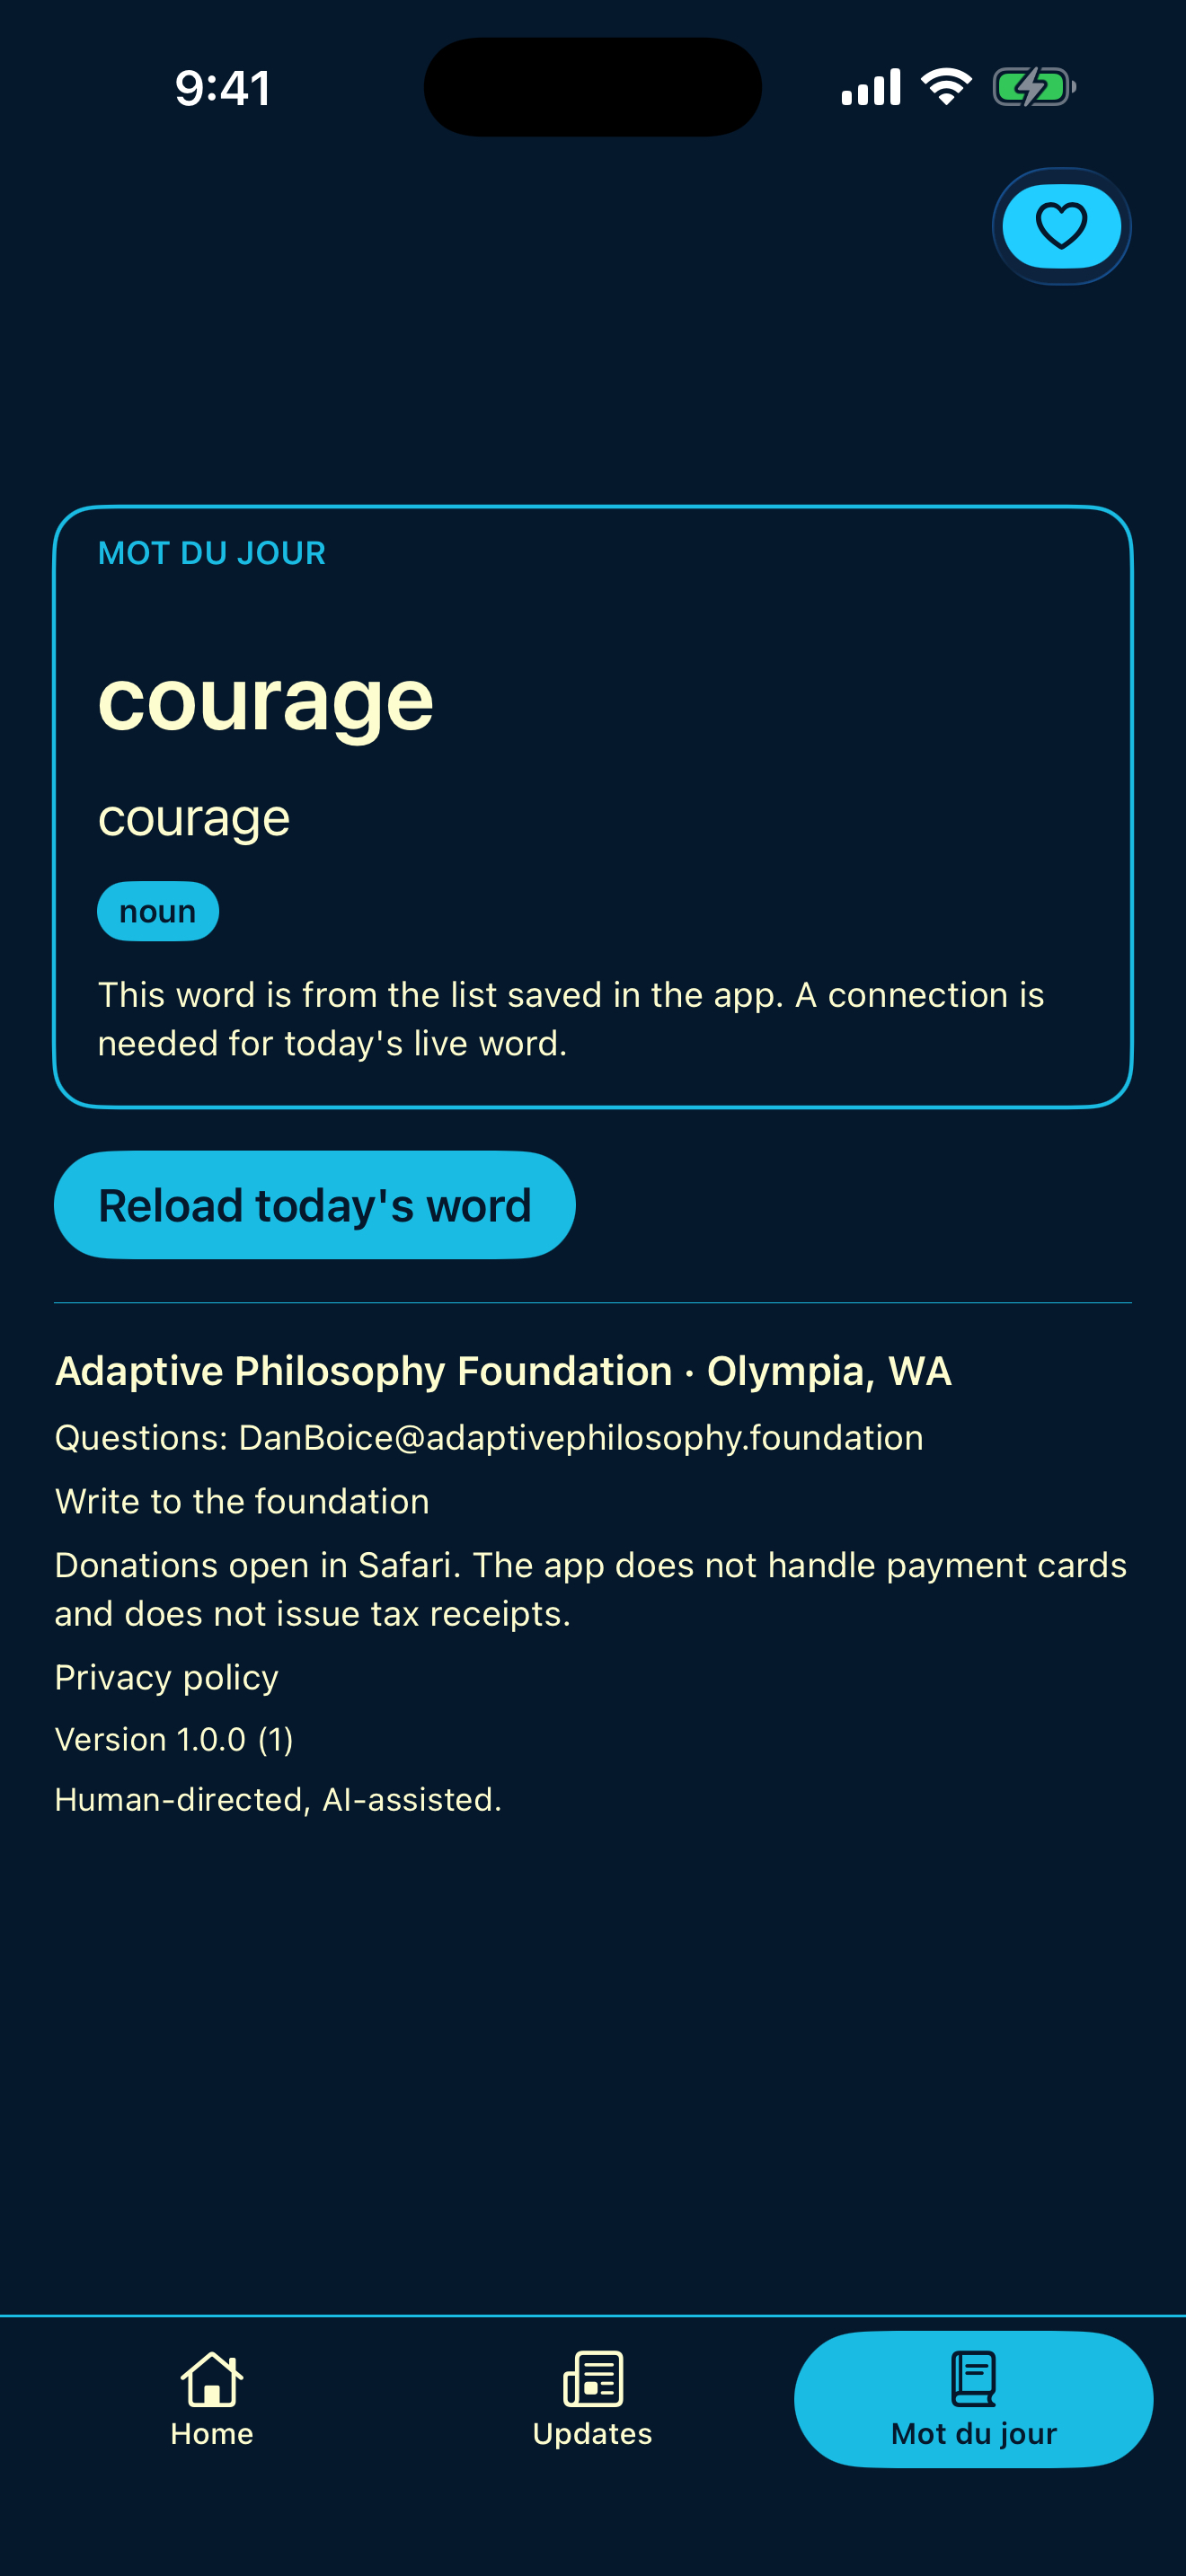 9:41
MOT DU JOUR
courage
courage
noun
This word is from the list saved in the app. A connection is
needed for today's live word.
Reload today's word
Adaptive Philosophy Foundation · Olympia, WA
Questions: DanBoice@adaptivephilosophy.foundation
Write to the foundation
Donations open in Safari. The app does not handle payment cards
and does not issue tax receipts.
Privacy policy
Version 1.0.0 (1)
Human-directed, AI-assisted.
Home
Updates
Mot du jour